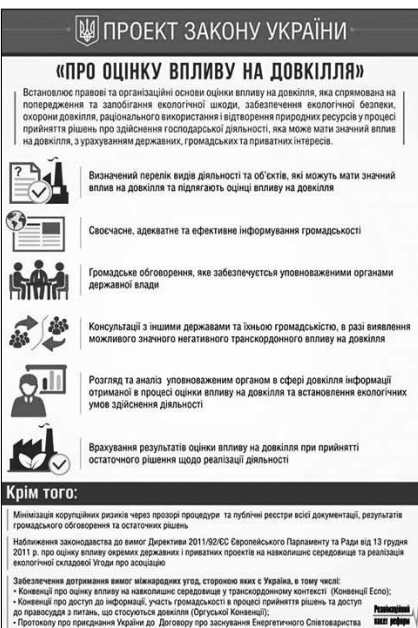 ПРОЕКТ ЗАКОНУ УКРАЇНИ
«ПРО ОЦІНКУ ВПЛИВУ НА ДОВКІЛЛЯ»
Встановлює правові та організаційні основи оцінки впливу на довкілля, яка спрямована на
попередження та запобігання екологічної шкоди, забезпечення екологічної безпеки,
охорони довкілля, раціонального використання і відтворення природних ресурсів у процесі
прийняття рішень про здійснення господарської діяльності, яка може мати значний вплив
на довкілля, з урахуванням державних, громадських та приватних інтересів.
Визначений перелік видів діяльності та об'єктів, які можуть мати значний
вплив на довкілля та підлягають оцінці впливу на довкілля
Своєчасне, адекватне та ефективне інформування громадськості
Громадське обговорення, яке забезпечуєтсья уповноваженими органами
державної влади
Консультації з іншими державами та їхньою громадськістю, в разі виявлення
можливого значного негативного транскордонного впливу на довкілля
Розгляд та аналіз уповноваженим органом в сфері довкілля інформації
отриманої в процесі оцінки впливу на довкілля та встановлення екологічних
умов здійснення діяльності
Врахування результатів оцінки впливу на довкілля при прийнятті
остаточного рішення щодо реалізації діяльності
Крім того:
Мінімізація корупційних ризиків через прозорі процедури та публічні реєстри всієї документації, результатів
громадського обговорення та остаточних рішень
Наближення законодавства до вимог Директиви 2011/92/ЄС Європейського Парламенту та Ради від 13 грудня
2011 р. про оцінку впливу окремих державних і приватних проектів на навколишнє середовище та реалізація
екологічної складової Угоди про асоціацію
Забезпечення дотримання вимог міжнародних угод, стороною яких є Україна, в тому числі:
• Конвенції про оцінку впливу на навколишнє середовище у транскордонному контексті (Конвенції Еспо);
• Конвенції про доступ до інформації, участь громадськості в процесі прийняття рішень та доступ
до правосуддя з питань, що стосуються довкілля (Оргуської Конвенції);
• Протоколу про приєднання України до Договору про заснування Енергетичного Співтовариства
Реанімаційний
пакет реформ